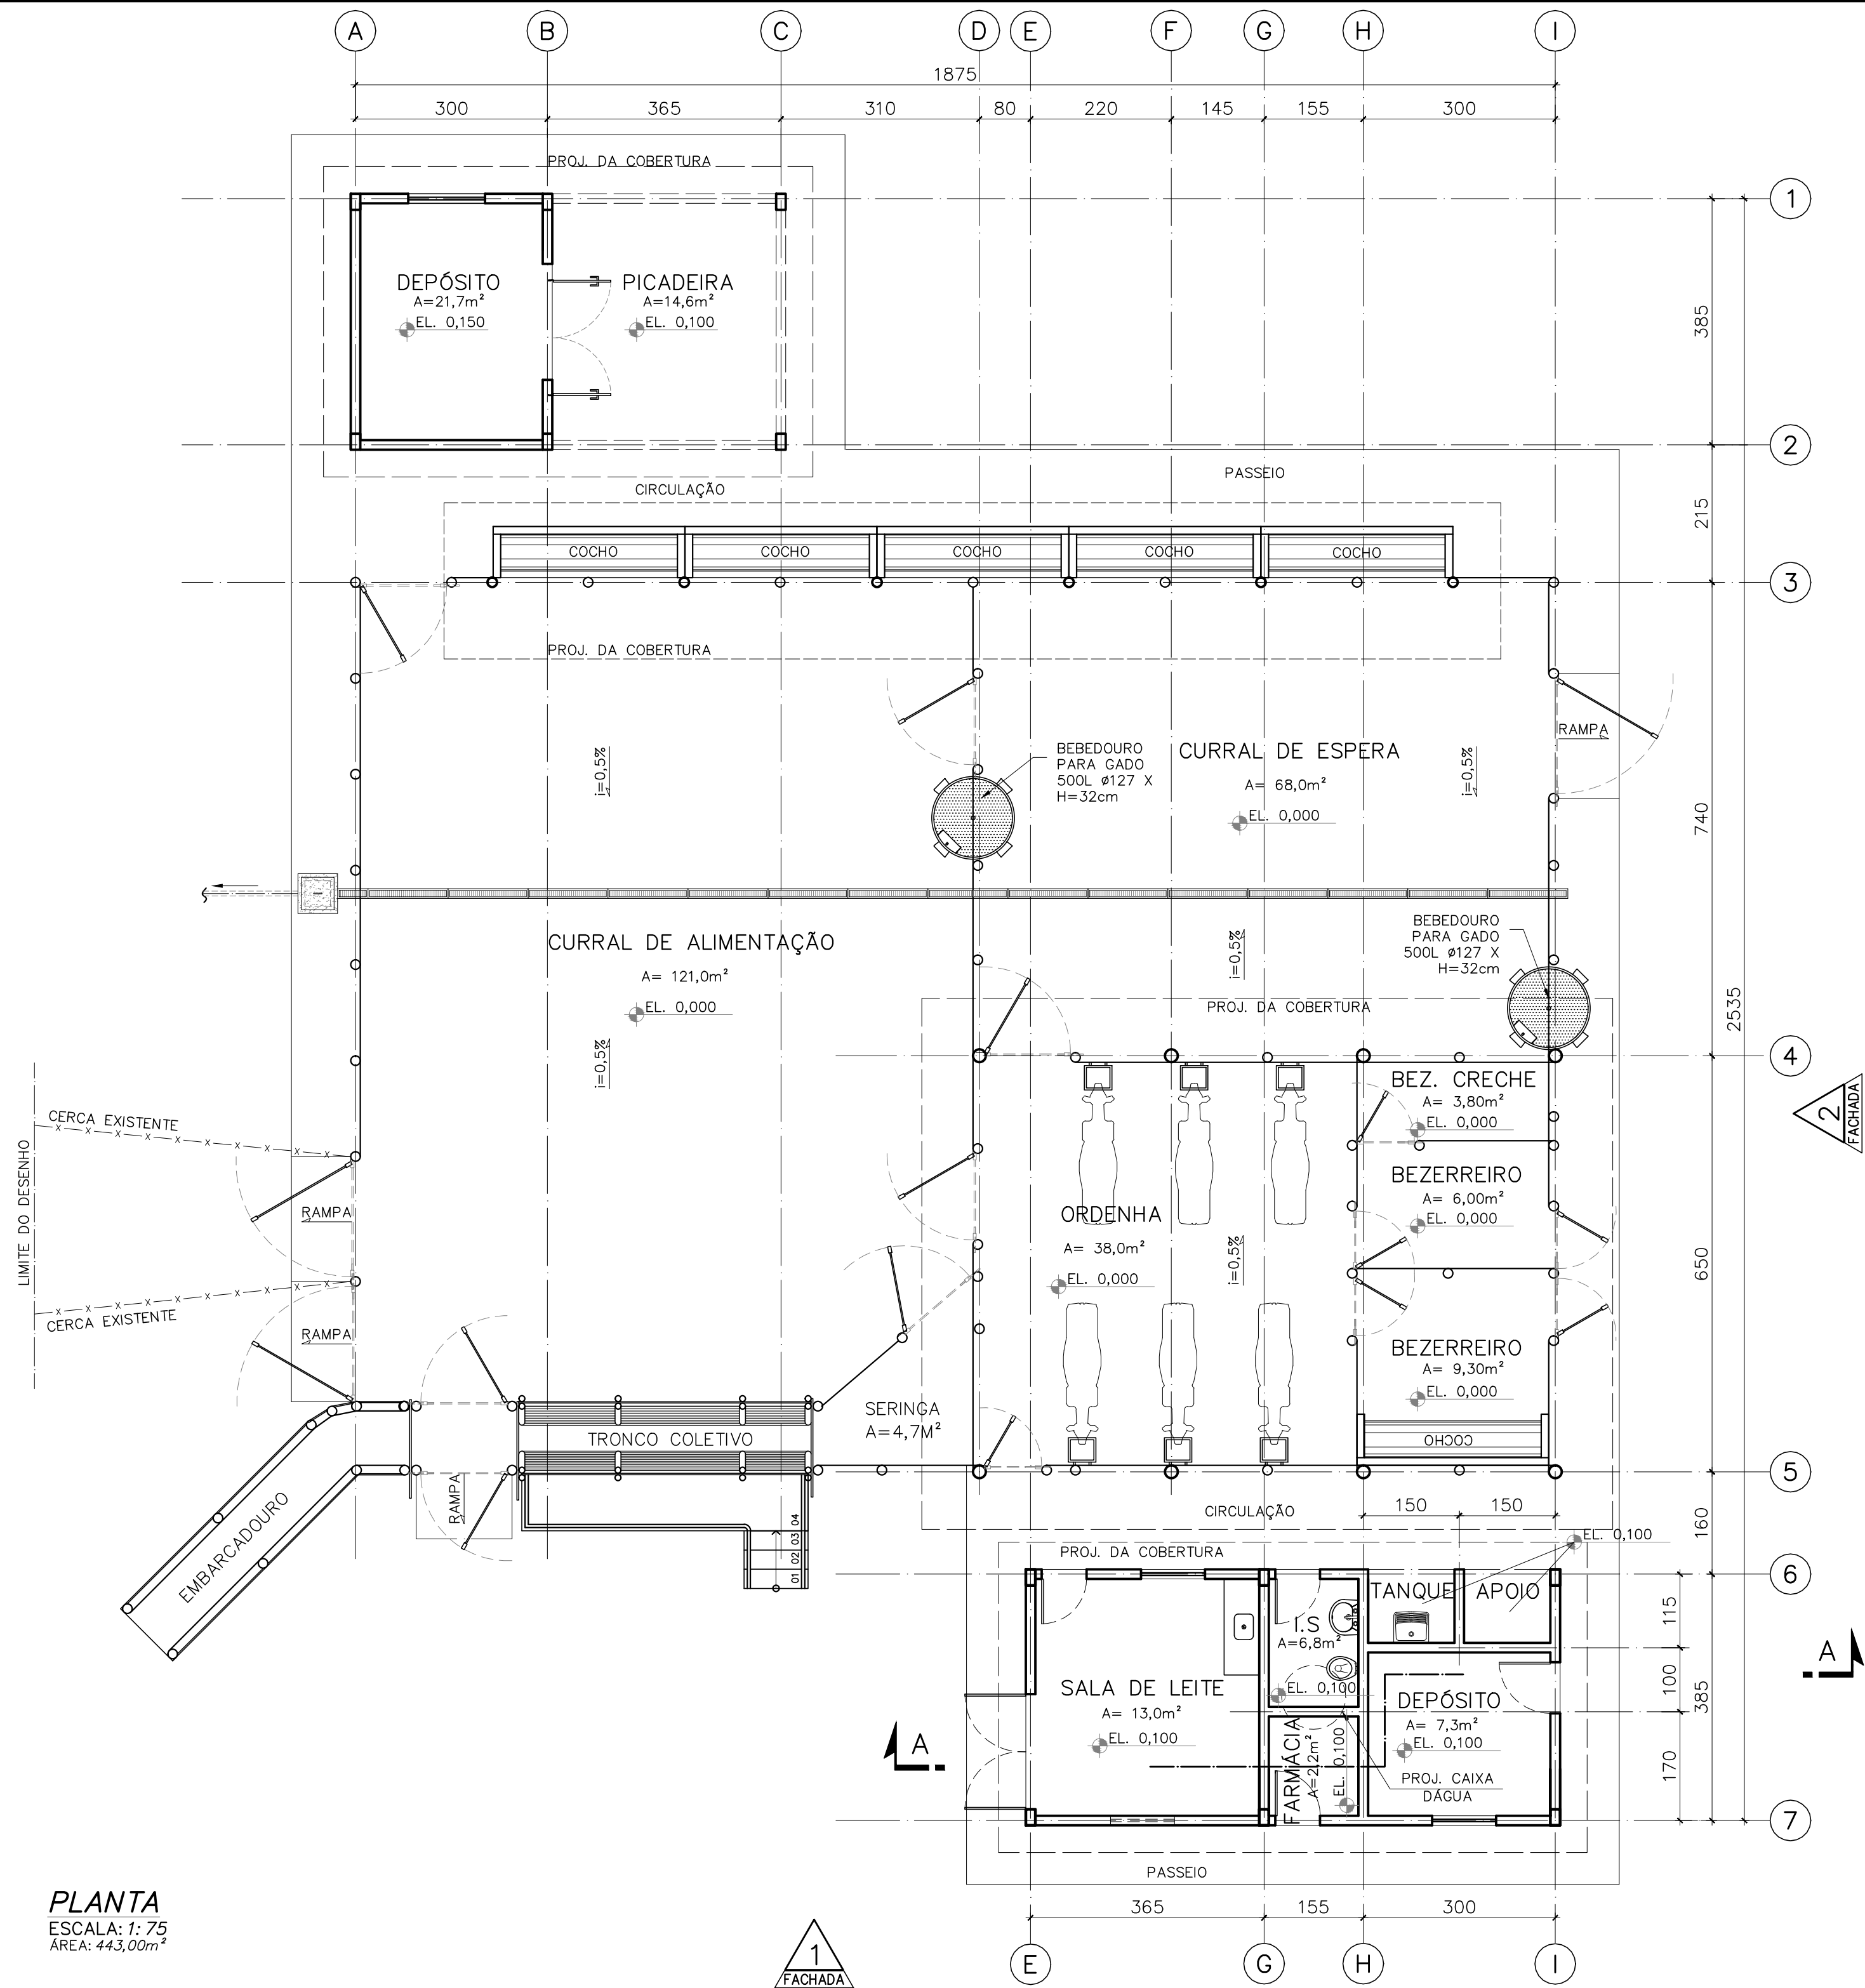 A B C D E F G H I
1875
300 365 310 80 220 145 155 300
PROJ. DA COBERTURA
1
DEPÓSITO
A=21,7m²
EL. 0,150
PICADEIRA
A=14,6m²
EL. 0,100
385
2
CIRCULAÇÃO
PASSEIO
215
COCHO COCHO COCHO COCHO COCHO
3
PROJ. DA COBERTURA
RAMPA
i=0,5%
BEBEDOURO
PARA GADO
500L ø127 X
H=32cm
CURRAL DE ESPERA
A= 68,0m²
EL. 0,000
i=0,5%
740
CURRAL DE ALIMENTAÇÃO
A= 121,0m²
EL. 0,000
i=0,5%
i=0,5%
BEBEDOURO
PARA GADO
500L ø127 X
H=32cm
PROJ. DA COBERTURA
2535
4
BEZ. CRECHE
A= 3,80m²
EL. 0,000
2
FACHADA
CERCA EXISTENTE
LIMITE DO DESENHO
RAMPA
CERCA EXISTENTE
RAMPA
BEZERREIRO
A= 6,00m²
EL. 0,000
ORDENHA
A= 38,0m²
EL. 0,000
i=0,5%
650
BEZERREIRO
A= 9,30m²
EL. 0,000
SERINGA
A=4,7M²
TRONCO COLETIVO
COCHO
5
EMBARCADOURO
RAMPA
01 02 03 04
CIRCULAÇÃO
150 150
EL. 0,100
160
PROJ. DA COBERTURA
6
TANQUE
APOIO
I.S
A=6,8m²
EL. 0,100
115
A
SALA DE LEITE
A= 13,0m²
EL. 0,100
DEPÓSITO
A= 7,3m²
EL. 0,100
100
385
A
FARMÁCIA
A=2,2m²
EL. 0,100
PROJ. CAIXA
DÁGUA
170
7
PASSEIO
PLANTA
ESCALA: 1: 75
ÁREA: 443,00m²
365 155 300
1
FACHADA
E G H I